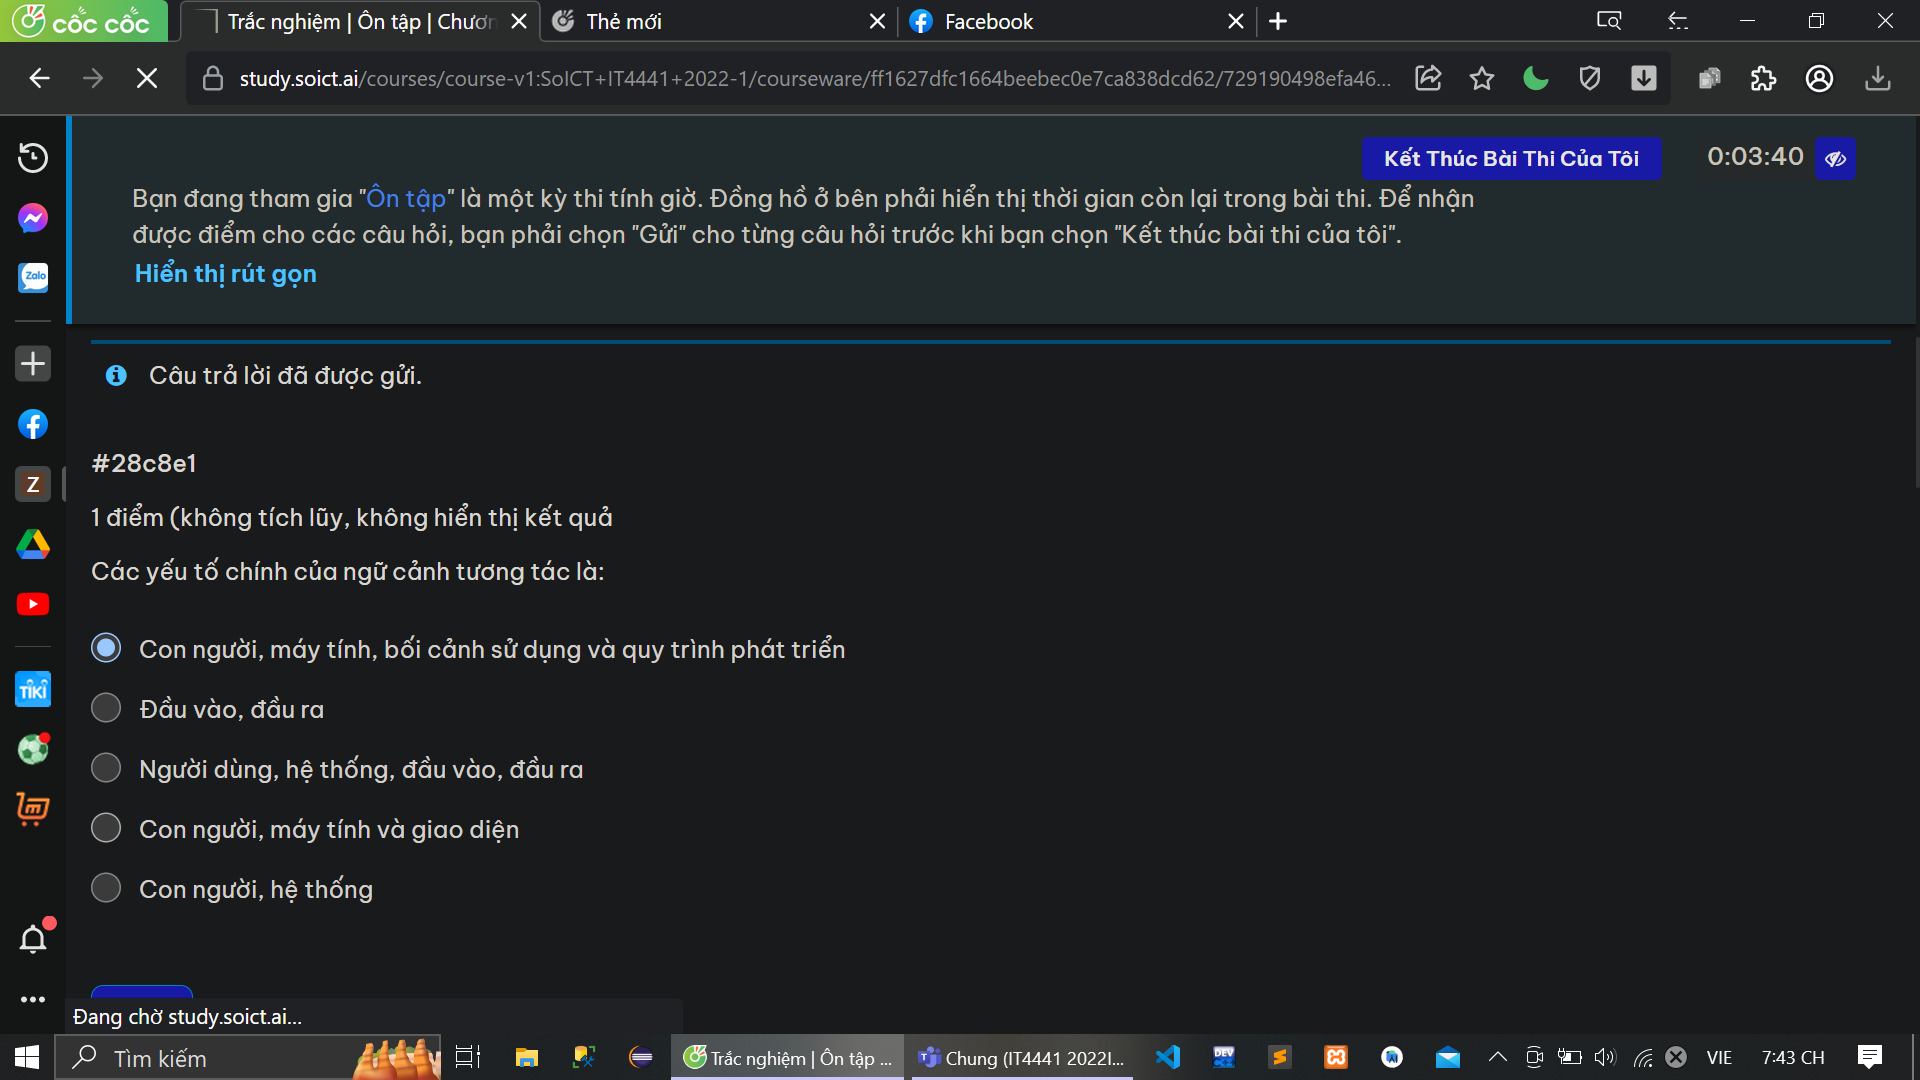 cốc cốc
Trắc nghiệm | Ôn tập | Chươn
Thẻ mới
Facebook
study.soict.ai/courses/course-v1:SoICT+IT4441+2022-1/courseware/ff1627dfc1664beebec0e7ca838dcd62/729190498efa46...
Kết Thúc Bài Thi Của Tôi
0:03:40
Bạn đang tham gia "Ôn tập" là một kỳ thi tính giờ. Đồng hồ ở bên phải hiển thị thời gian còn lại trong bài thi. Để nhận
được điểm cho các câu hỏi, bạn phải chọn "Gửi" cho từng câu hỏi trước khi bạn chọn "Kết thúc bài thi của tôi".
Hiển thị rút gọn
Zalo
Câu trả lời đã được gửi.
#28c8e1
Z
1 điểm (không tích lũy, không hiển thị kết quả
Các yếu tố chính của ngữ cảnh tương tác là:
Con người, máy tính, bối cảnh sử dụng và quy trình phát triển
TIKI
Đầu vào, đầu ra
Người dùng, hệ thống, đầu vào, đầu ra
Con người, máy tính và giao diện
Con người, hệ thống
Đang chờ study.soict.ai...
Tìm kiếm
Trắc nghiệm | Ôn tập ...
Chung (IT4441 2022I...
DEV
VIE
7:43 CH